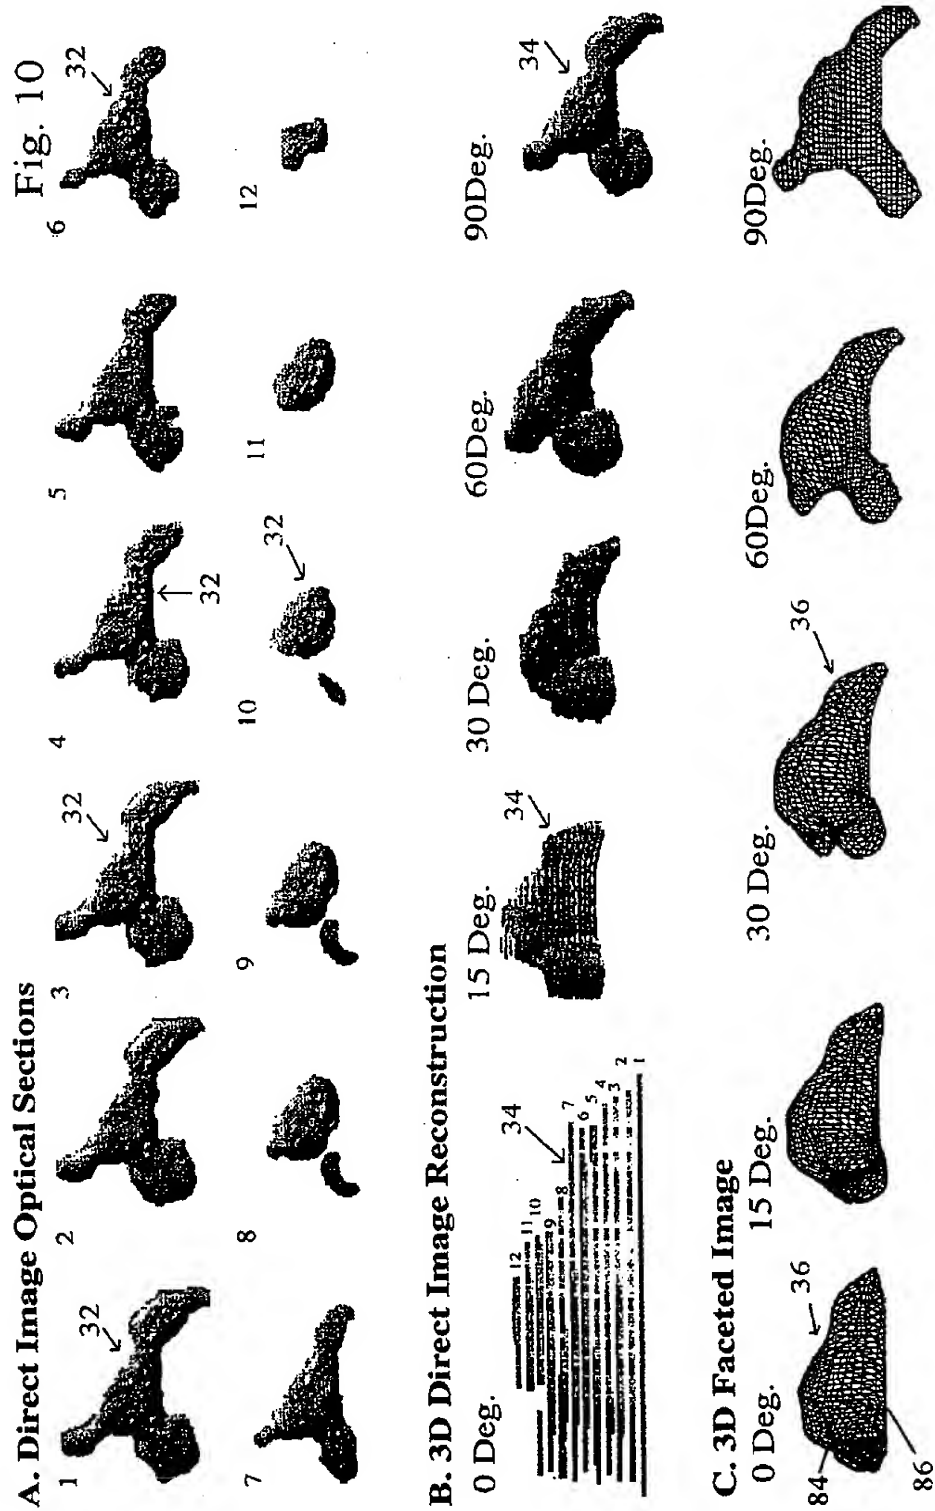 Fig. 10
A. Direct Image Optical Sections
1
32
2
3
32
4
32
5
6
32
7
8
9
10
32
11
12
B. 3D Direct Image Reconstruction
0 Deg.
34
12
11
10
9
8
7
6
5
4
3
2
1
15 Deg.
34
30 Deg.
60Deg.
90Deg.
34
C. 3D Faceted Image
0 Deg.
36
84
86
15 Deg.
30 Deg.
36
60Deg.
90Deg.